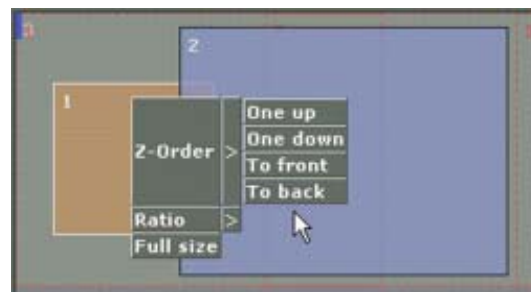 2
1
One up
One down
Z-Order >
To front
To back
Ratio >
Full size